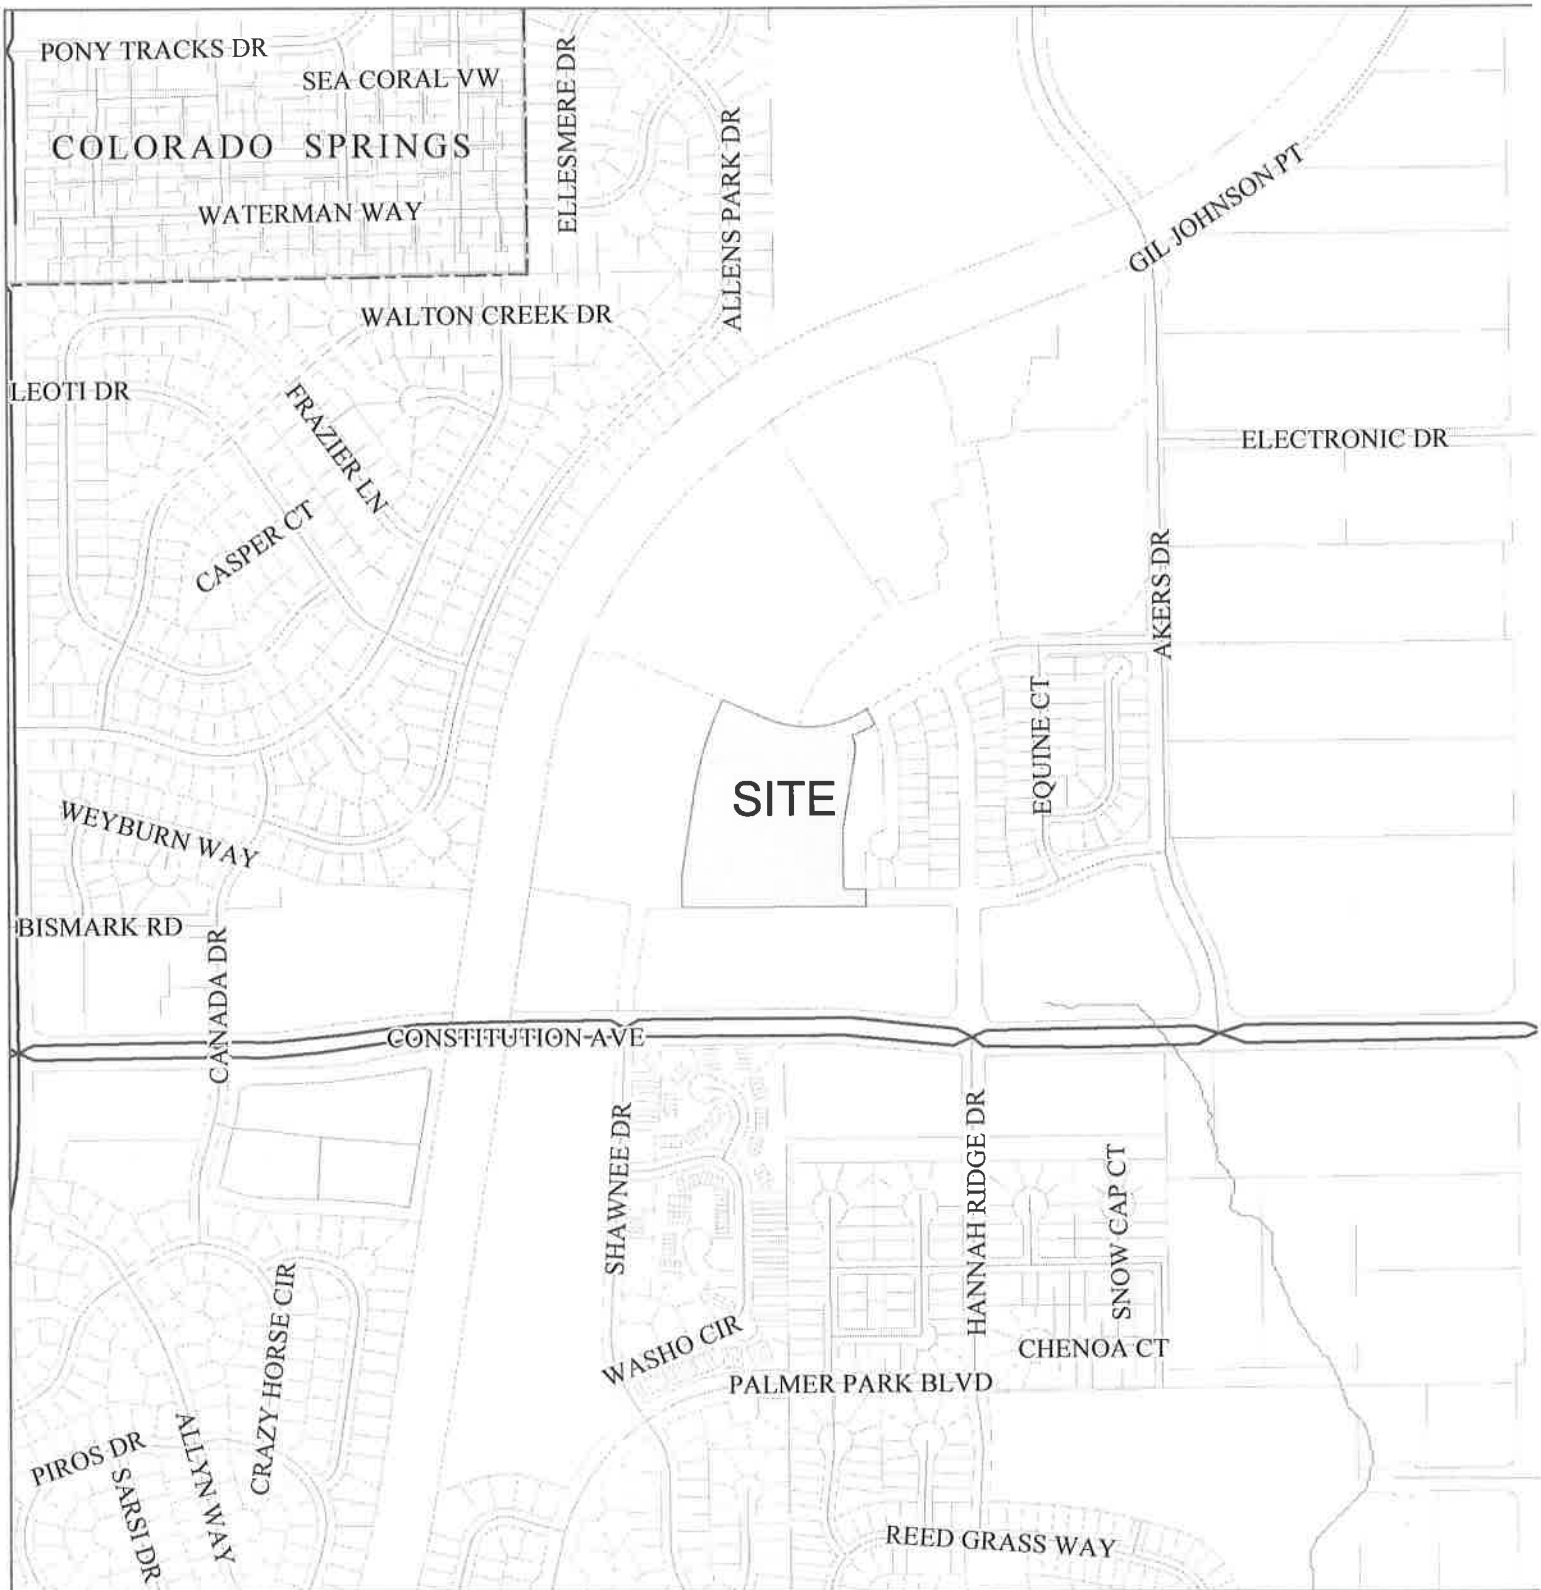 PONY TRACKS DR
SEA CORAL VW
COLORADO SPRINGS
WATERMAN WAY
ELLESMERE DR
ALLENS PARK DR
GIL JOHNSON PT
WALTON CREEK DR
LEOTI DR
FRAZIER LN
CASPER CT
ELECTRONIC DR
AKERS DR
EQUINE CT
SITE
WEYBURN WAY
BISMARK RD
CANADA DR
CONSTITUTION AVE
SHAWNEE DR
HANNAH RIDGE DR
SNOW CAP CT
CRAZY HORSE CIR
WASHO CIR
CHENOA CT
PALMER PARK BLVD
PIROS DR
SARSI DR
ALLYN WAY
REED GRASS WAY